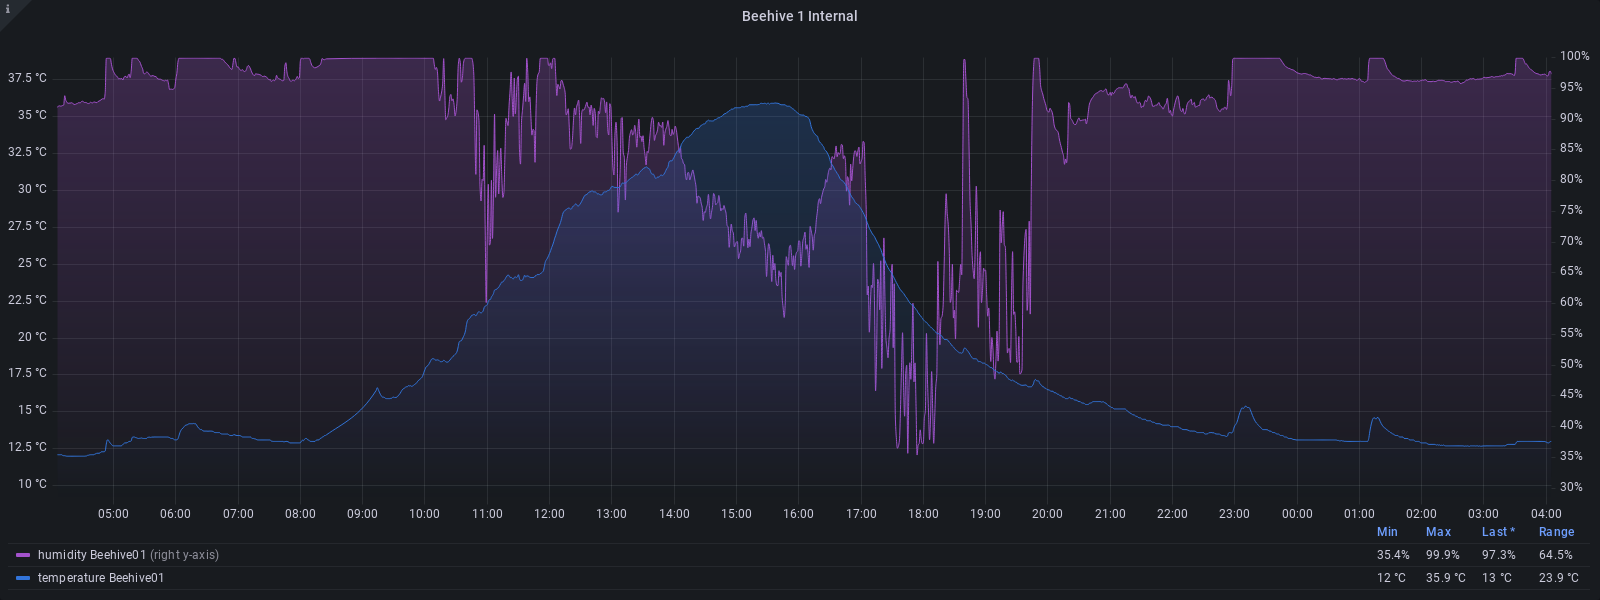 i
Beehive 1 Internal
37.5 °C
35 °C
32.5 °C
30 °C
27.5 °C
25 °C
22.5 °C
20 °C
17.5 °C
15 °C
12.5 °C
10 °C
100%
95%
90%
85%
80%
75%
70%
65%
60%
55%
50%
45%
40%
35%
30%
05:00 06:00 07:00 08:00 09:00 10:00 11:00 12:00 13:00 14:00 15:00 16:00 17:00 18:00 19:00 20:00 21:00 22:00 23:00 00:00 01:00 02:00 03:00 04:00
Min Max Last * Range
humidity Beehive01 (right y-axis) 35.4% 99.9% 97.3% 64.5%
temperature Beehive01 12 °C 35.9 °C 13 °C 23.9 °C